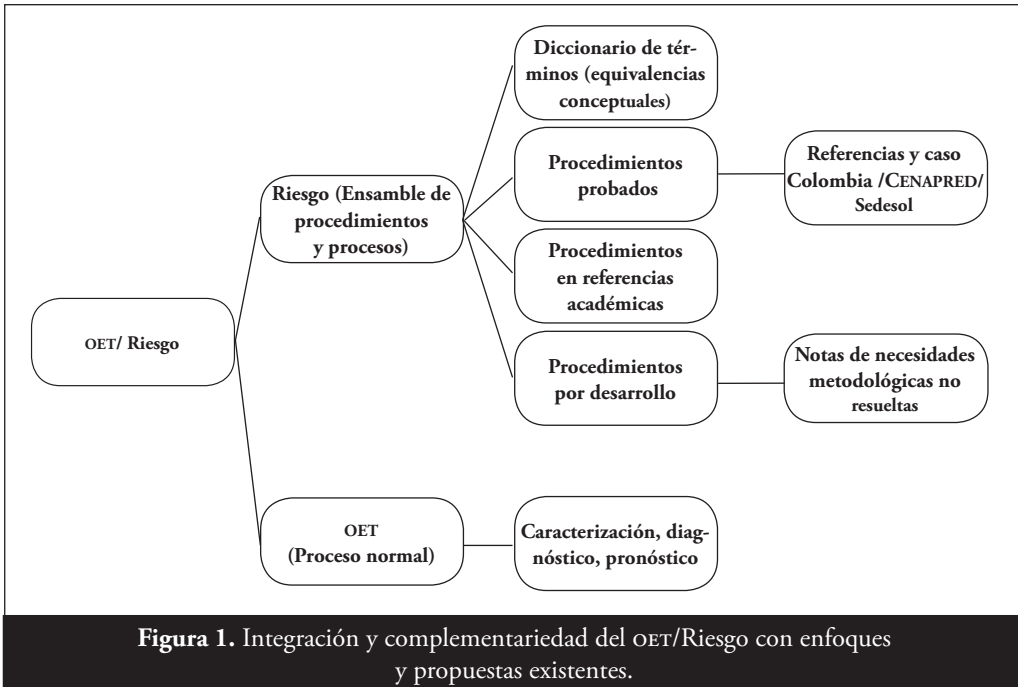 Diccionario de tér-
minos (equivalencias
conceptuales)
Procedimientos
probados
Referencias y caso
Colombia /CENAPRED/
Sedesol
Riesgo (Ensamble de
procedimientos
y procesos)
Procedimientos
en referencias
académicas
OET/ Riesgo
Procedimientos
por desarrollo
Notas de necesidades
metodológicas no
resueltas
OET
(Proceso normal)
Caracterización, diag-
nóstico, pronóstico
Figura 1. Integración y complementariedad del OET/Riesgo con enfoques
y propuestas existentes.